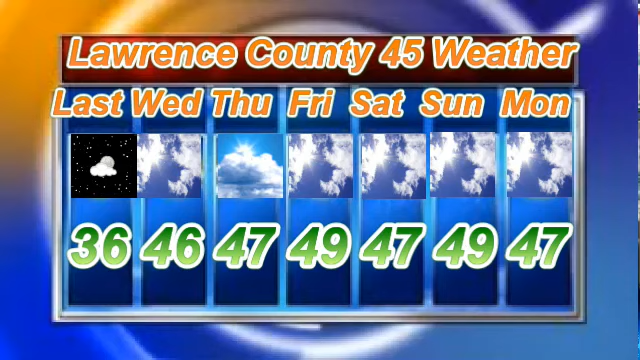 Lawrence County 45 Weather
Last Wed Thu Fri Sat Sun Mon
36 46 47 49 47 49 47